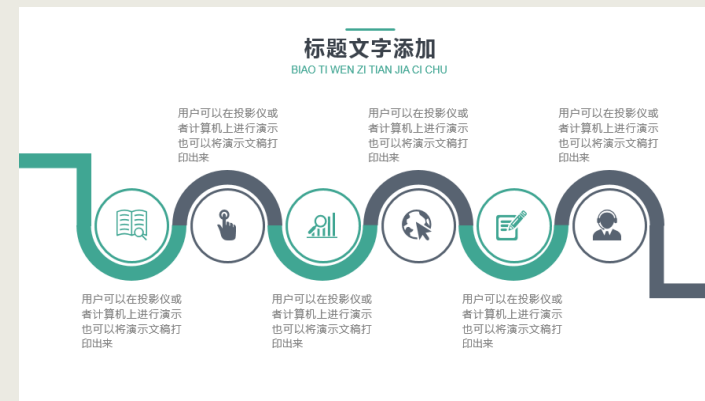 标题文字添加
BIAO TI WEN ZI TIAN JIA CI CHU
用户可以在投影仪或
者计算机上进行演示
也可以将演示文稿打
印出来
用户可以在投影仪或
者计算机上进行演示
也可以将演示文稿打
印出来
用户可以在投影仪或
者计算机上进行演示
也可以将演示文稿打
印出来
用户可以在投影仪或
者计算机上进行演示
也可以将演示文稿打
印出来
用户可以在投影仪或
者计算机上进行演示
也可以将演示文稿打
印出来
用户可以在投影仪或
者计算机上进行演示
也可以将演示文稿打
印出来